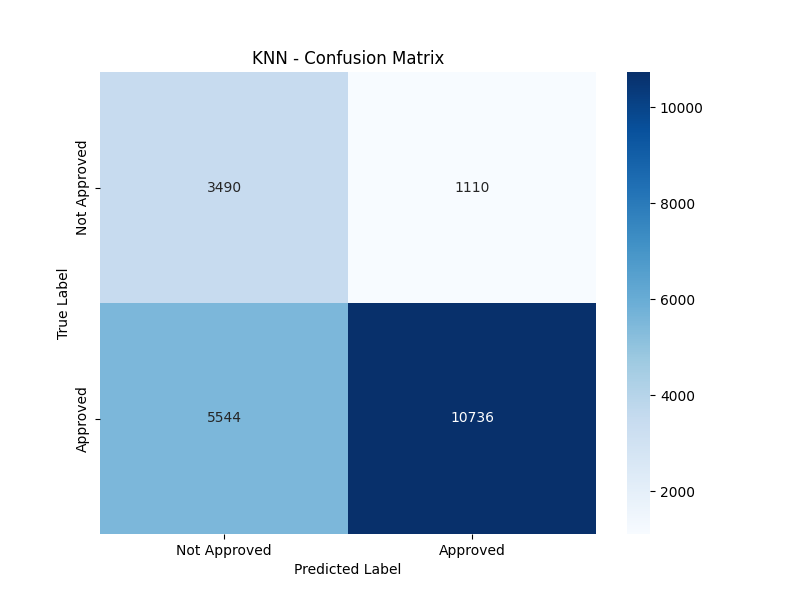 KNN - Confusion Matrix
True Label
Not Approved
3490
1110
Approved
5544
10736
Not Approved
Approved
Predicted Label
10000
8000
6000
4000
2000